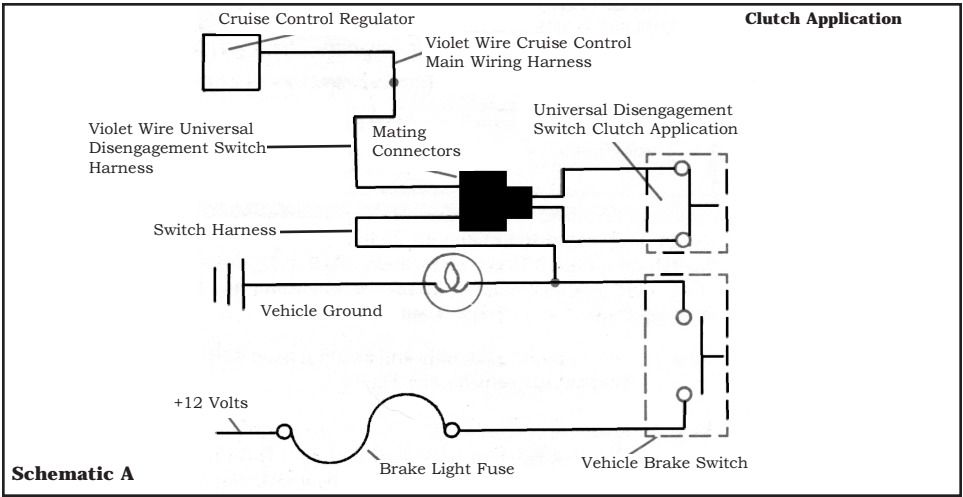 Cruise Control Regulator
Clutch Application
Violet Wire Cruise Control
Main Wiring Harness
Universal Disengagement
Switch Clutch Application
Violet Wire Universal
Disengagement Switch
Harness
Mating
Connectors
Switch Harness
Vehicle Ground
+12 Volts
Brake Light Fuse
Vehicle Brake Switch
Schematic A